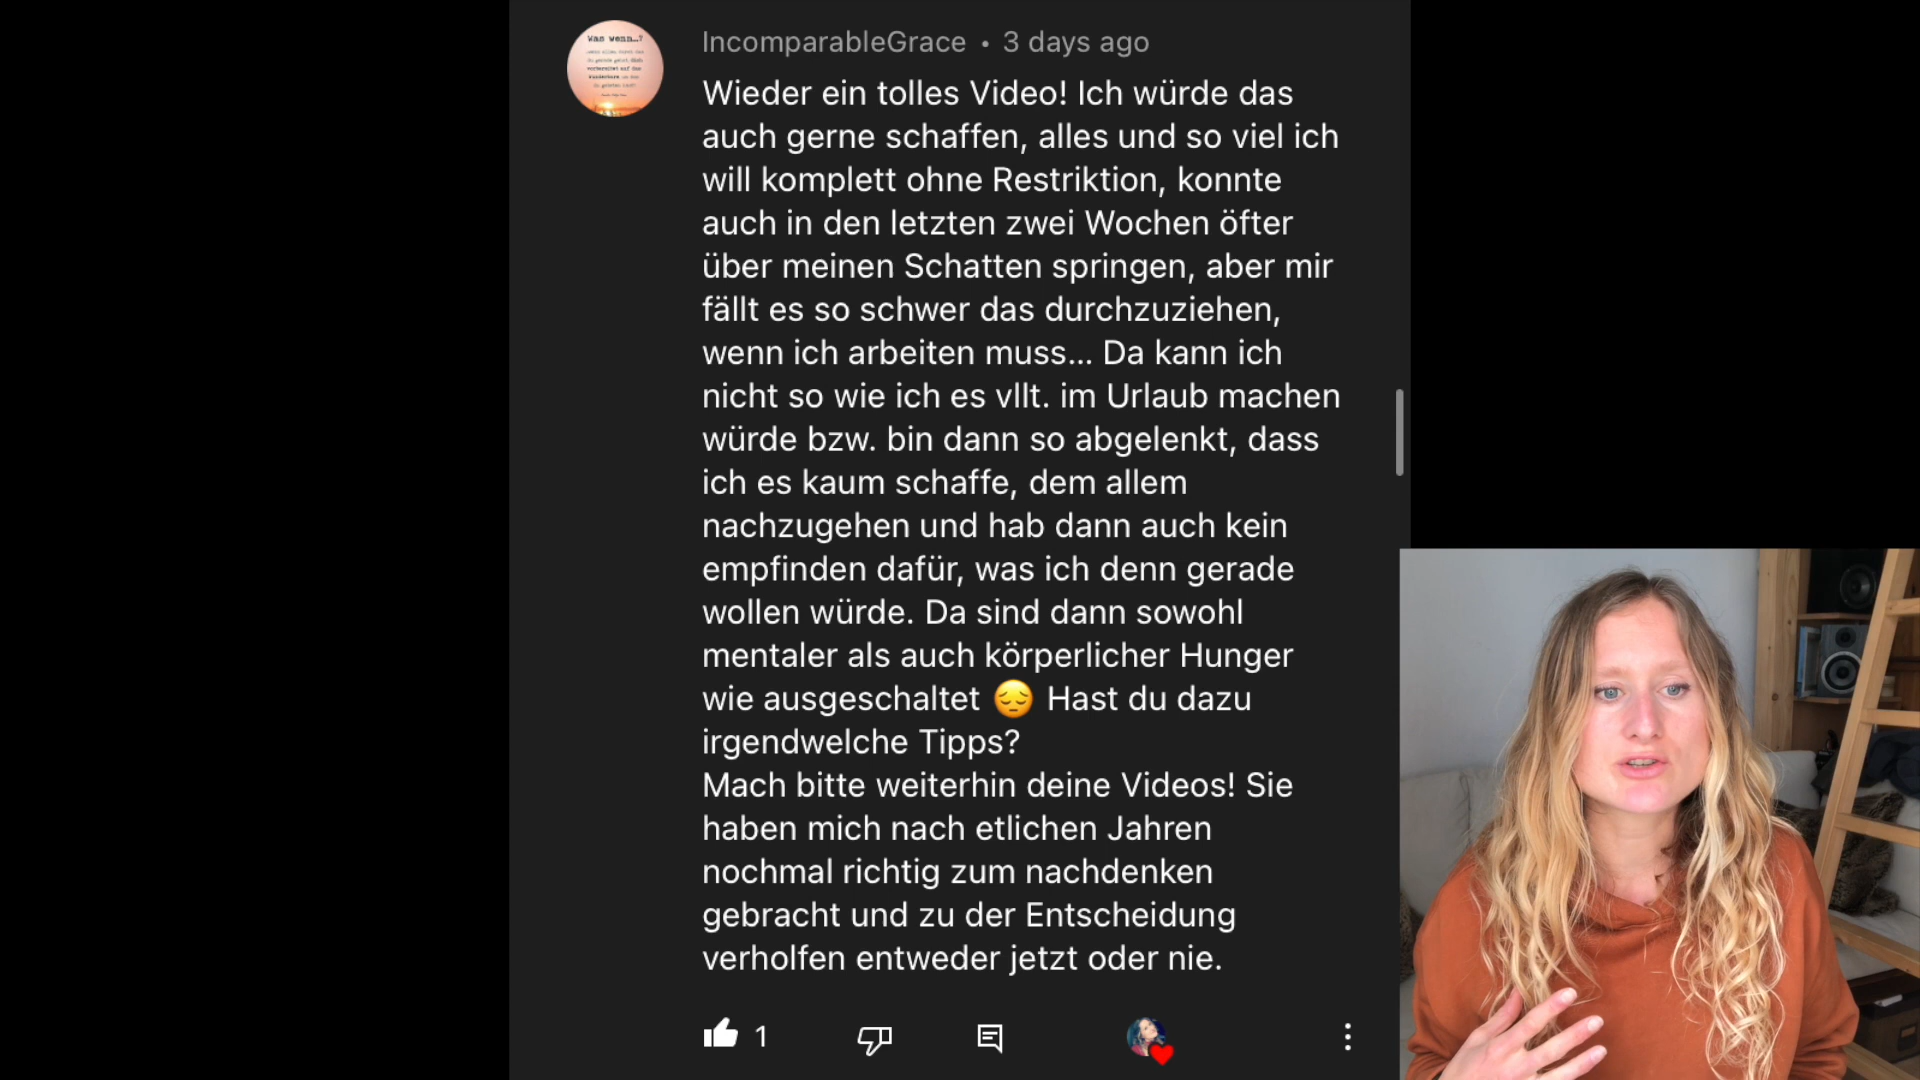 Was wenn...?
IncomparableGrace • 3 days ago
Wieder ein tolles Video! Ich würde das
auch gerne schaffen, alles und so viel ich
will komplett ohne Restriktion, konnte
auch in den letzten zwei Wochen öfter
über meinen Schatten springen, aber mir
fällt es so schwer das durchzuziehen,
wenn ich arbeiten muss... Da kann ich
nicht so wie ich es vllt. im Urlaub machen
würde bzw. bin dann so abgelenkt, dass
ich es kaum schaffe, dem allem
nachzugehen und hab dann auch kein
empfinden dafür, was ich denn gerade
wollen würde. Da sind dann sowohl
mentaler als auch körperlicher Hunger
wie ausgeschaltet 😔 Hast du dazu
irgendwelche Tipps?
Mach bitte weiterhin deine Videos! Sie
haben mich nach etlichen Jahren
nochmal richtig zum nachdenken
gebracht und zu der Entscheidung
verholfen entweder jetzt oder nie.
1